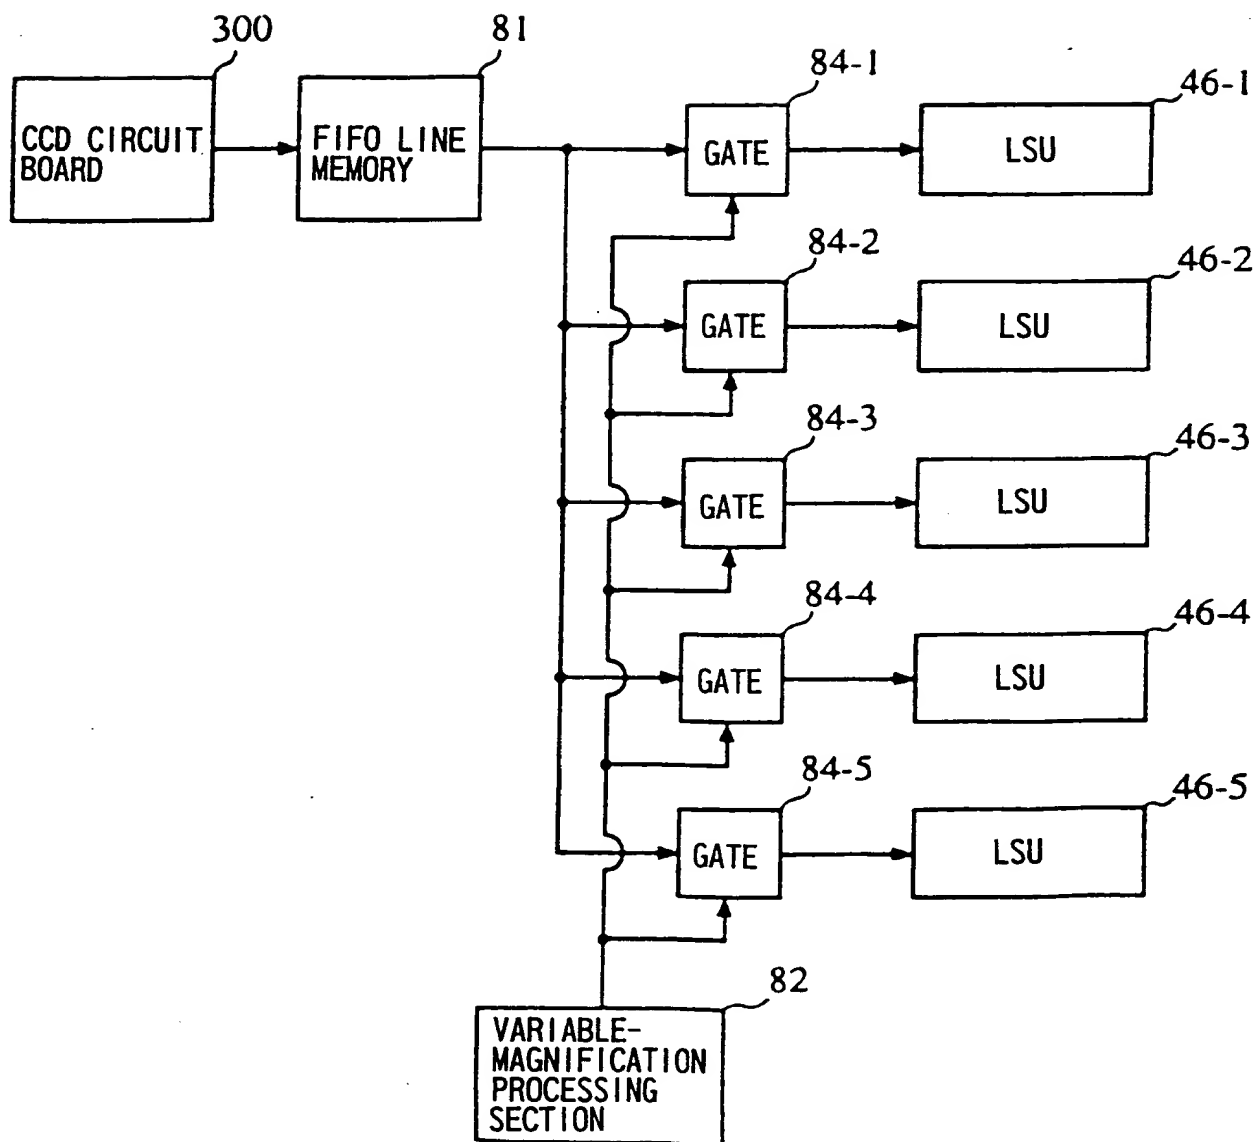 300
81
84-1
46-1
CCD CIRCUIT
BOARD
FIFO LINE
MEMORY
GATE
LSU
84-2
46-2
GATE
LSU
84-3
46-3
GATE
LSU
84-4
46-4
GATE
LSU
84-5
46-5
GATE
LSU
82
VARIABLE-
MAGNIFICATION
PROCESSING
SECTION